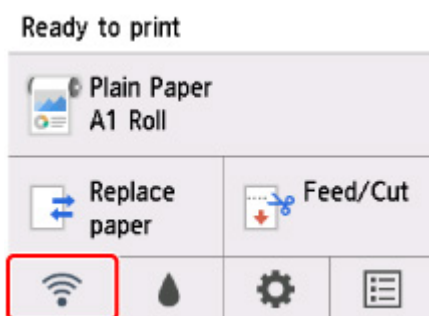 Ready to print
Plain Paper
A1 Roll
Replace
paper
Feed/Cut